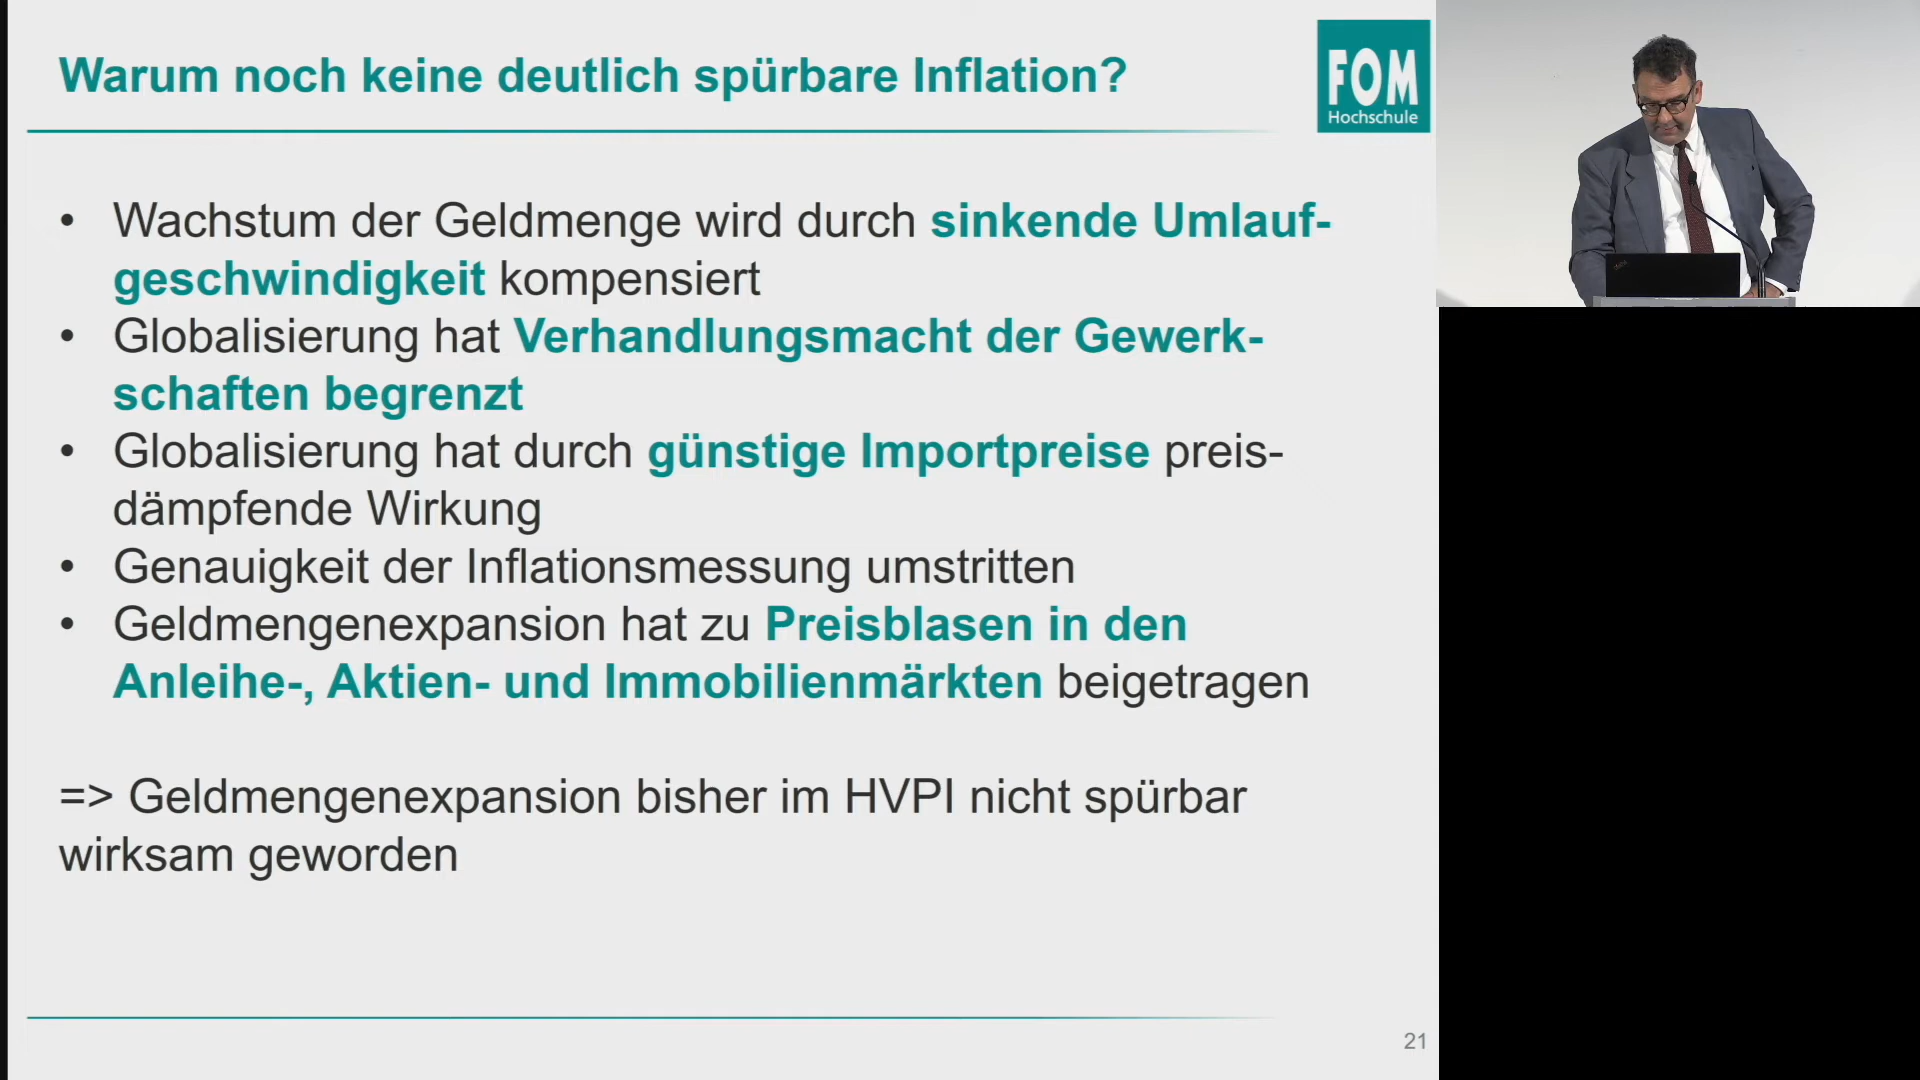 Warum noch keine deutlich spürbare Inflation?
FOM
Hochschule
• Wachstum der Geldmenge wird durch sinkende Umlauf-
geschwindigkeit kompensiert
• Globalisierung hat Verhandlungsmacht der Gewerk-
schaften begrenzt
• Globalisierung hat durch günstige Importpreise preis-
dämpfende Wirkung
• Genauigkeit der Inflationsmessung umstritten
• Geldmengenexpansion hat zu Preisblasen in den
Anleihe-, Aktien- und Immobilienmärkten beigetragen
=> Geldmengenexpansion bisher im HVPI nicht spürbar
wirksam geworden
21